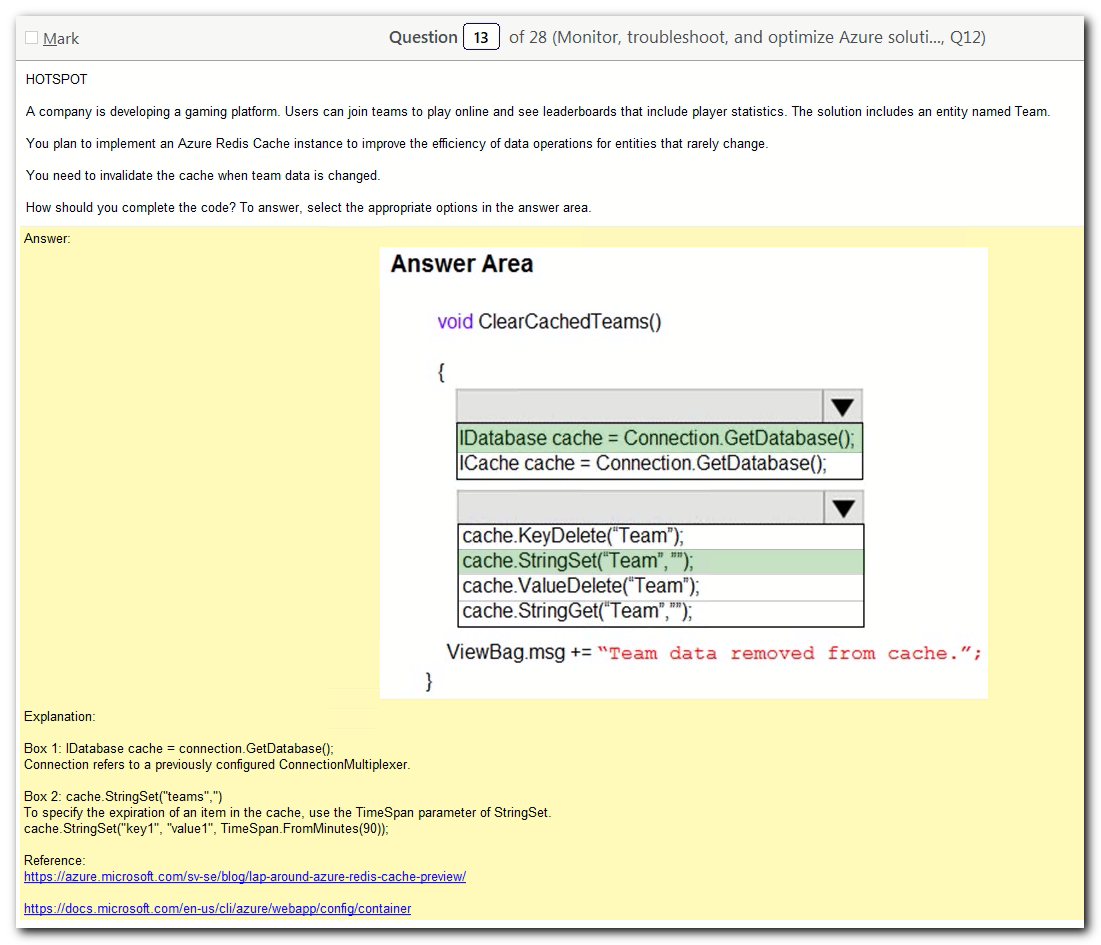 Mark
Question 13 of 28 (Monitor, troubleshoot, and optimize Azure soluti..., Q12)
HOTSPOT
A company is developing a gaming platform. Users can join teams to play online and see leaderboards that include player statistics. The solution includes an entity named Team.
You plan to implement an Azure Redis Cache instance to improve the efficiency of data operations for entities that rarely change.
You need to invalidate the cache when team data is changed.
How should you complete the code? To answer, select the appropriate options in the answer area.
Answer:
Answer Area
void ClearCachedTeams()
{
IDatabase cache = Connection.GetDatabase();
ICache cache = Connection.GetDatabase();
cache.KeyDelete(“Team”);
cache.StringSet(“Team”,””);
cache.ValueDelete(“Team”);
cache.StringGet(“Team”,””);
ViewBag.msg += “Team data removed from cache.”;
}
Explanation:
Box 1: IDatabase cache = connection.GetDatabase();
Connection refers to a previously configured ConnectionMultiplexer.
Box 2: cache.StringSet("teams",")
To specify the expiration of an item in the cache, use the TimeSpan parameter of StringSet.
cache.StringSet("key1", "value1", TimeSpan.FromMinutes(90));
Reference:
https://azure.microsoft.com/sv-se/blog/lap-around-azure-redis-cache-preview/
https://docs.microsoft.com/en-us/cli/azure/webapp/config/container